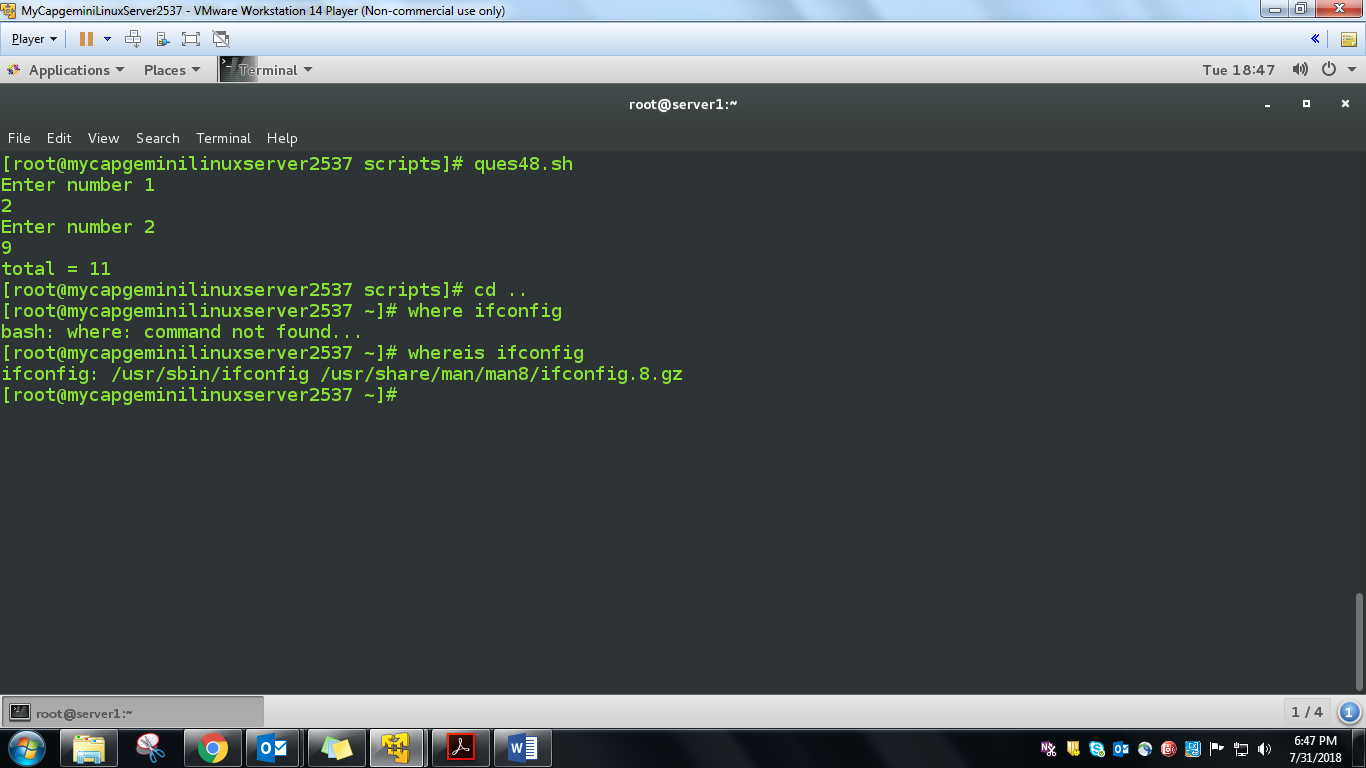 MyCapgeminiLinuxServer2537 - VMware Workstation 14 Player (Non-commercial use only)
Player
Applications Places Terminal Tue 18:47
root@server1:~
File Edit View Search Terminal Help
[root@mycapgeminilinuxserver2537 scripts]# ques48.sh
Enter number 1
2
Enter number 2
9
total = 11
[root@mycapgeminilinuxserver2537 scripts]# cd ..
[root@mycapgeminilinuxserver2537 ~]# where ifconfig
bash: where: command not found...
[root@mycapgeminilinuxserver2537 ~]# whereis ifconfig
ifconfig: /usr/sbin/ifconfig /usr/share/man/man8/ifconfig.8.gz
[root@mycapgeminilinuxserver2537 ~]#
root@server1:~ 1 / 4 1
6:47 PM
7/31/2018